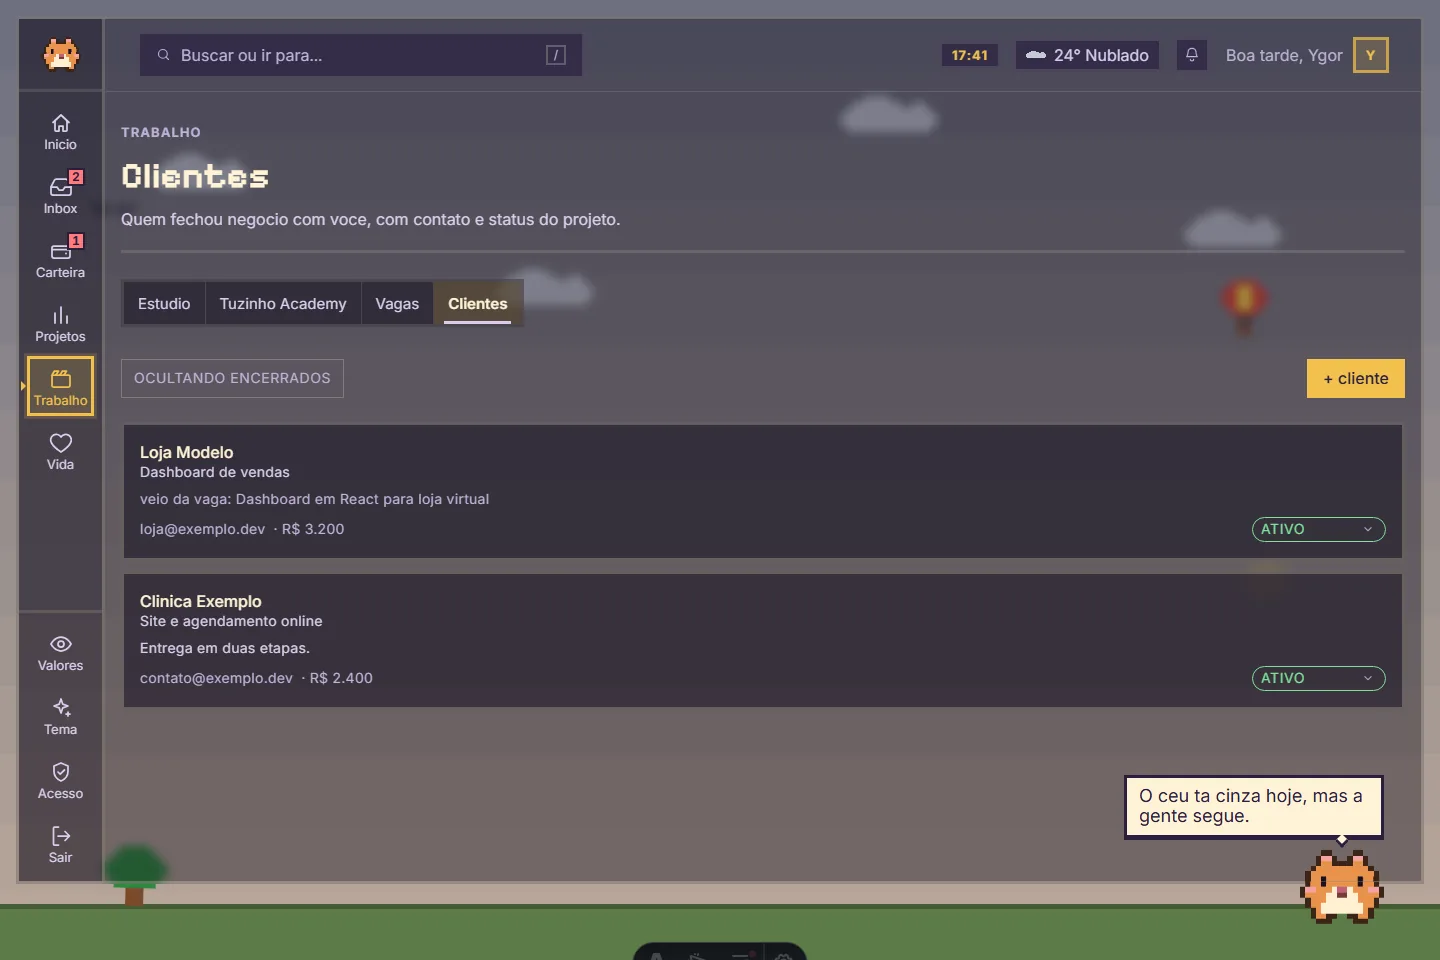 Buscar ou ir para...
/
17:41
24° Nublado
Boa tarde, Ygor
Y
Inicio
2
Inbox
1
Carteira
Projetos
Trabalho
Vida
Valores
Tema
Acesso
Sair
TRABALHO
Clientes
Quem fechou negocio com voce, com contato e status do projeto.
Estudio
Tuzinho Academy
Vagas
Clientes
OCULTANDO ENCERRADOS
+ cliente
Loja Modelo
Dashboard de vendas
veio da vaga: Dashboard em React para loja virtual
loja@exemplo.dev · R$ 3.200
ATIVO
Clinica Exemplo
Site e agendamento online
Entrega em duas etapas.
contato@exemplo.dev · R$ 2.400
ATIVO
O ceu ta cinza hoje, mas a
gente segue.